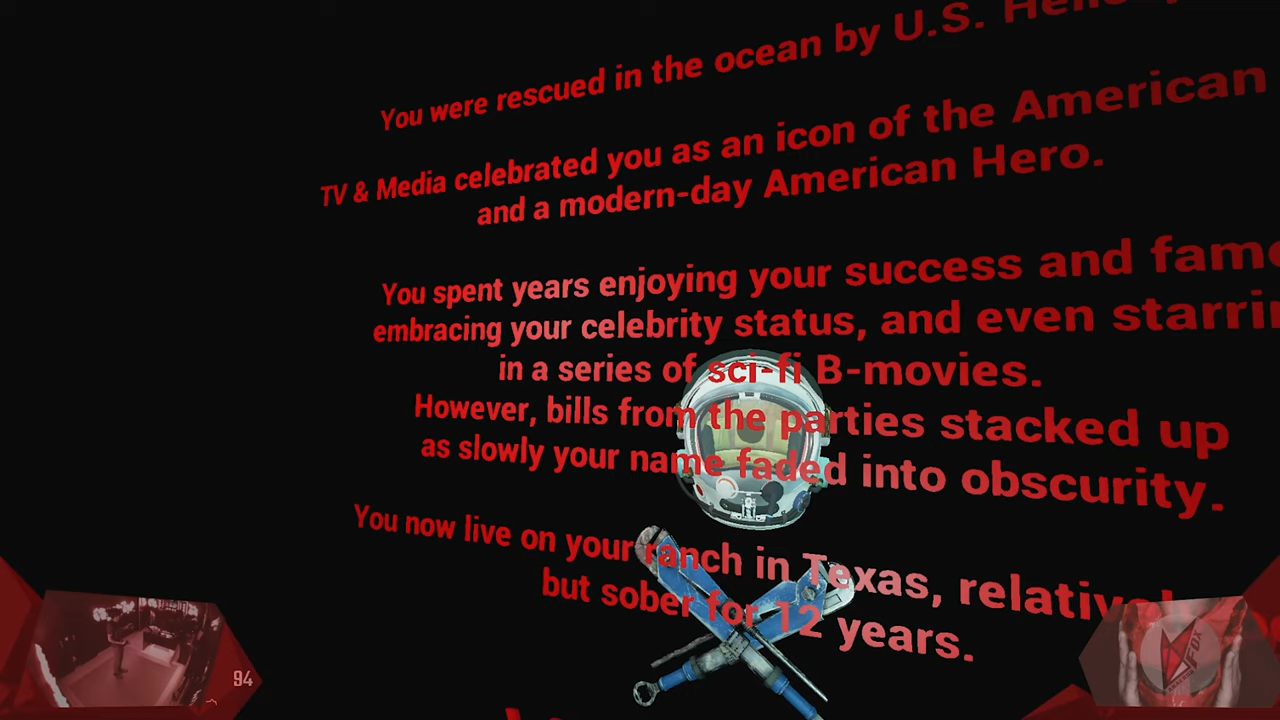 You were rescued in the ocean by U.S.
TV & Media celebrated you as an icon of the American
and a modern-day American Hero.
You spent years enjoying your success and fame
embracing your celebrity status, and even
in a series of sci-fi B-movies.
However, bills from the parties stacked up
as slowly your name faded into obscurity.
You now live on your ranch in Texas,
but sober for 12 years.
94
FOX